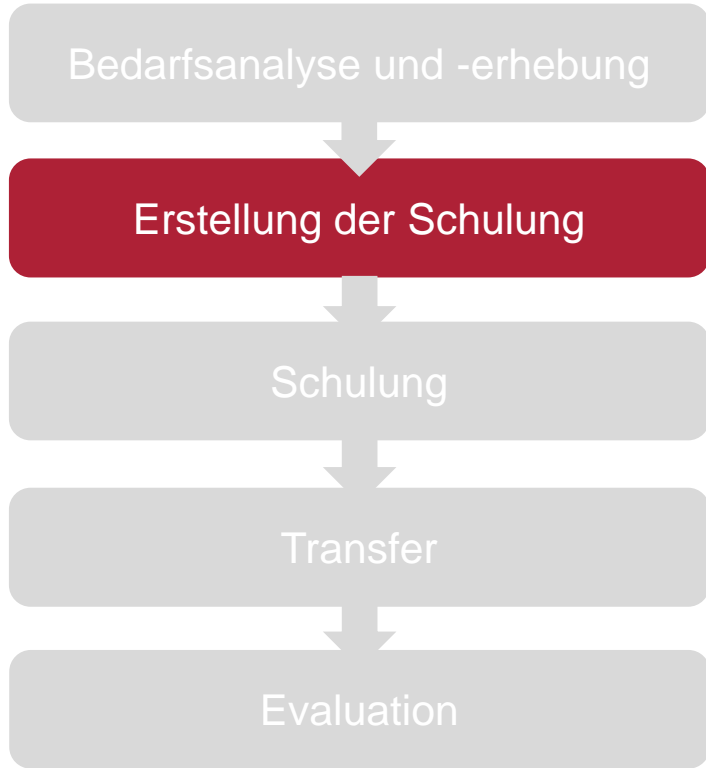 Bedarfsanalyse und -erhebung
Erstellung der Schulung
Schulung
Transfer
Evaluation